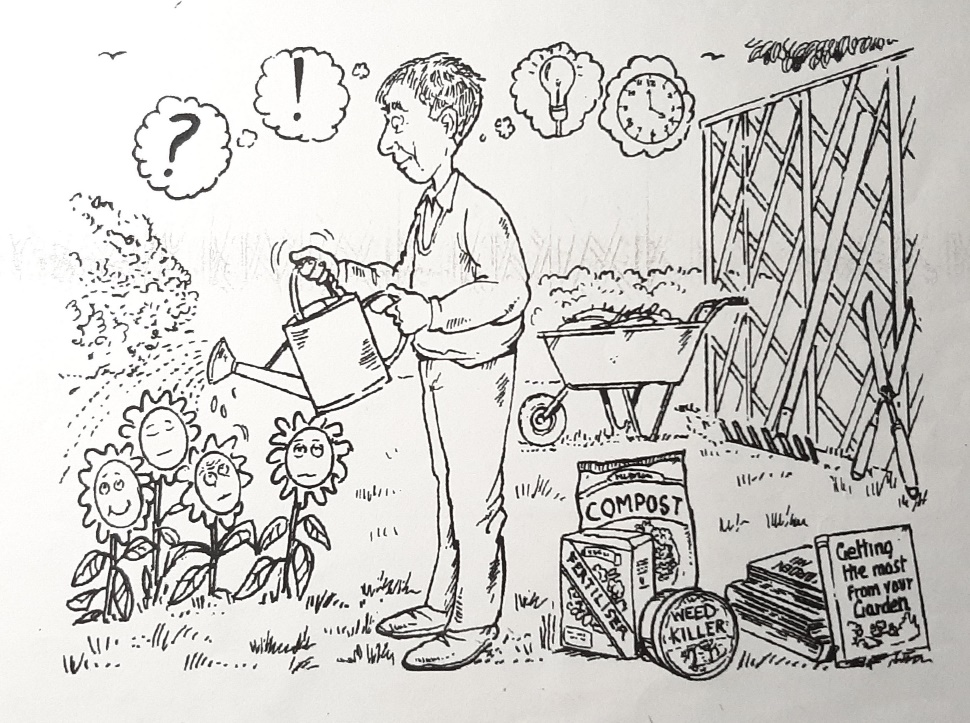 ?
!
COMPOST
FERTILISER
WEED
KILLER
Getting
the most
From your
Garden